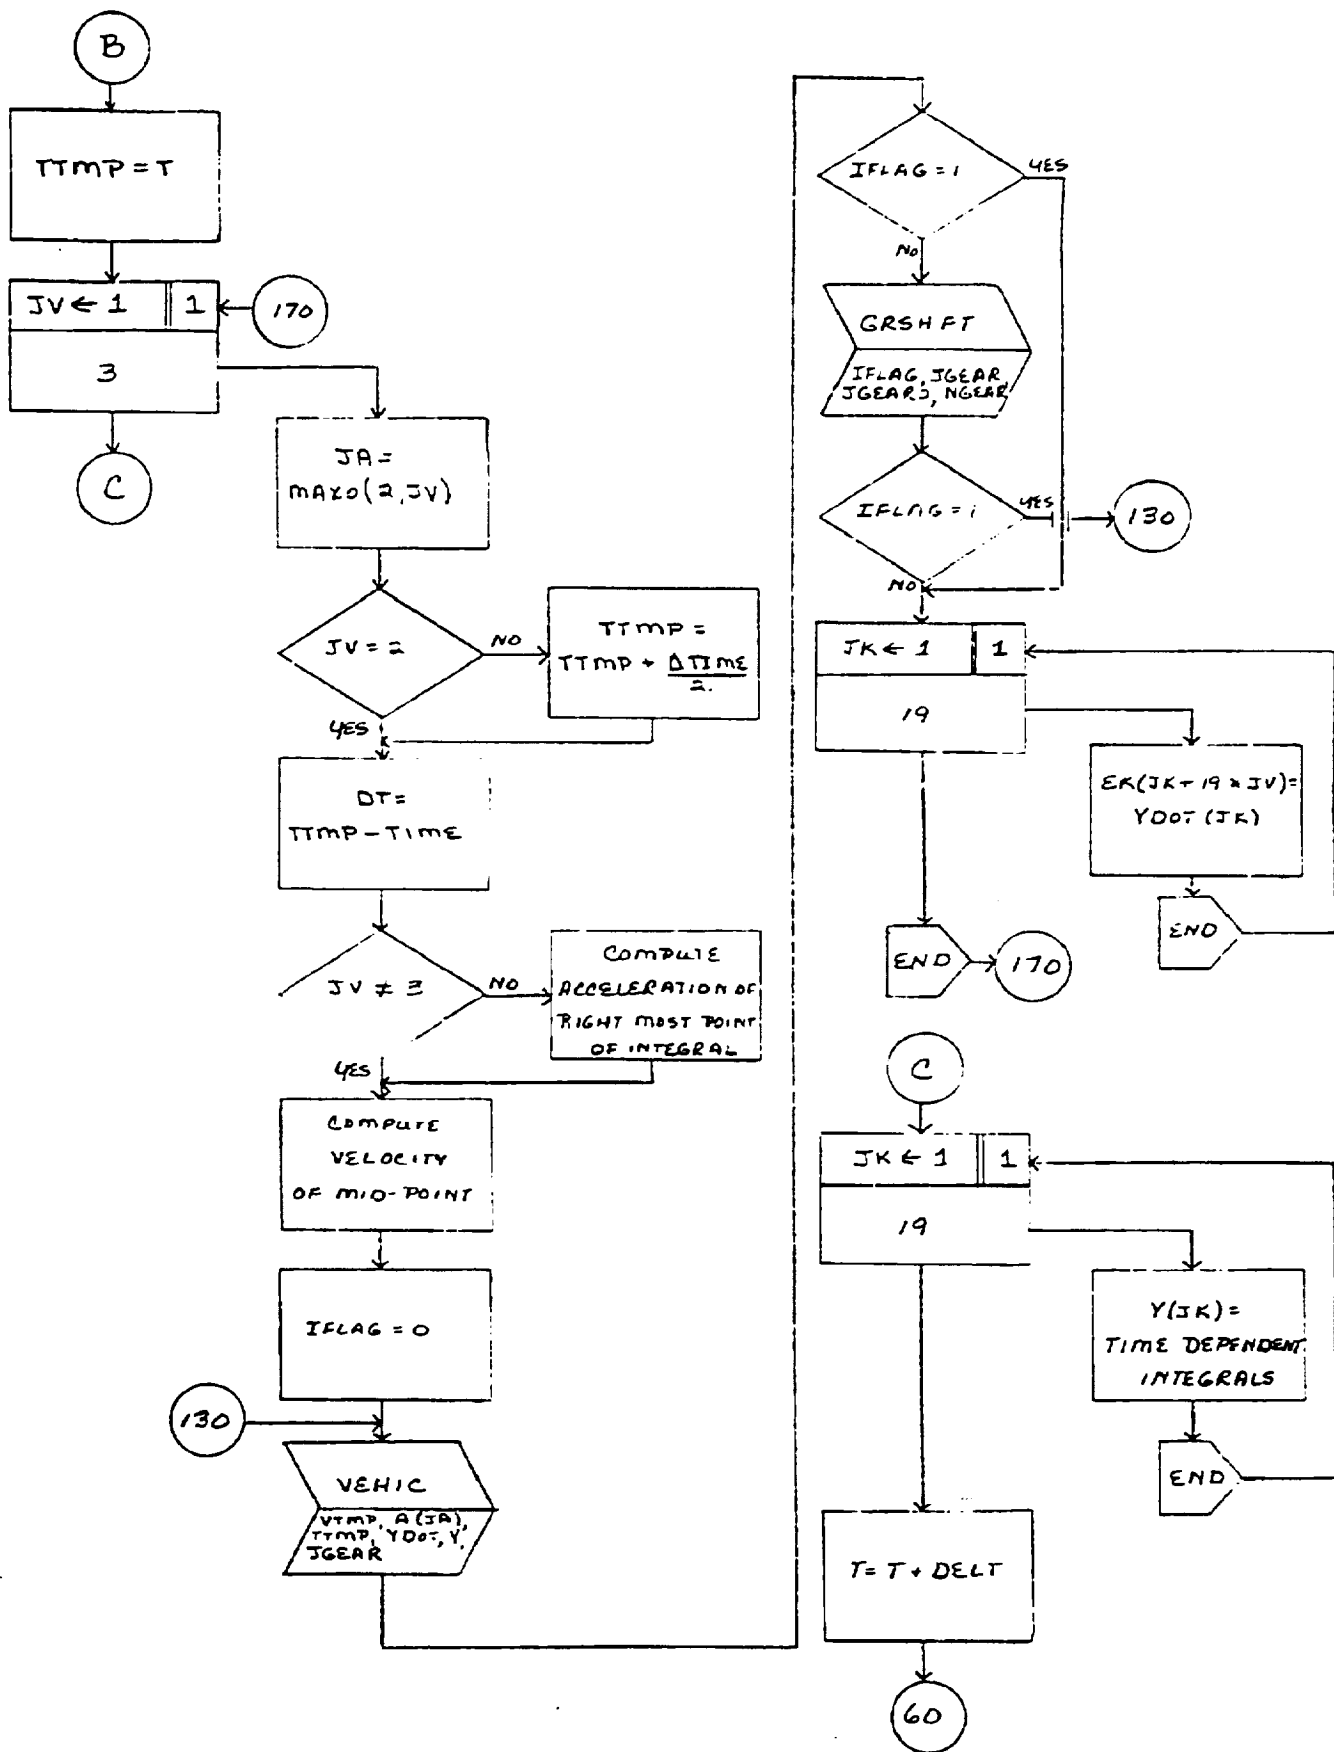 B
TTMP = T
JV ← 1 1
170
3
C
JA =
MAXO(2,JV)
JV = 2
NO
TTMP =
TTMP + ΔTIME
2.
YES
DT =
TTMP - TIME
JV ≠ 3
NO
COMPUTE
ACCELERATION OF
RIGHT MOST POINT
OF INTEGRAL
YES
COMPUTE
VELOCITY
OF MID-POINT
IFLAG = 0
130
VEHIC
VTMP, A(JA),
TTMP, YDOT, Y,
JGEAR
IFLAG = 1
YES
NO
GRSHFT
IFLAG, JGEAR,
JGEARJ, NGEAR
IFLAG = 1
YES
130
NO
JK ← 1 1
19
EK(JK + 19 * JV) =
YDOT (JK)
END
END
170
C
JK ← 1 1
19
Y(JK) =
TIME DEPENDENT
INTEGRALS
END
T = T + DELT
60